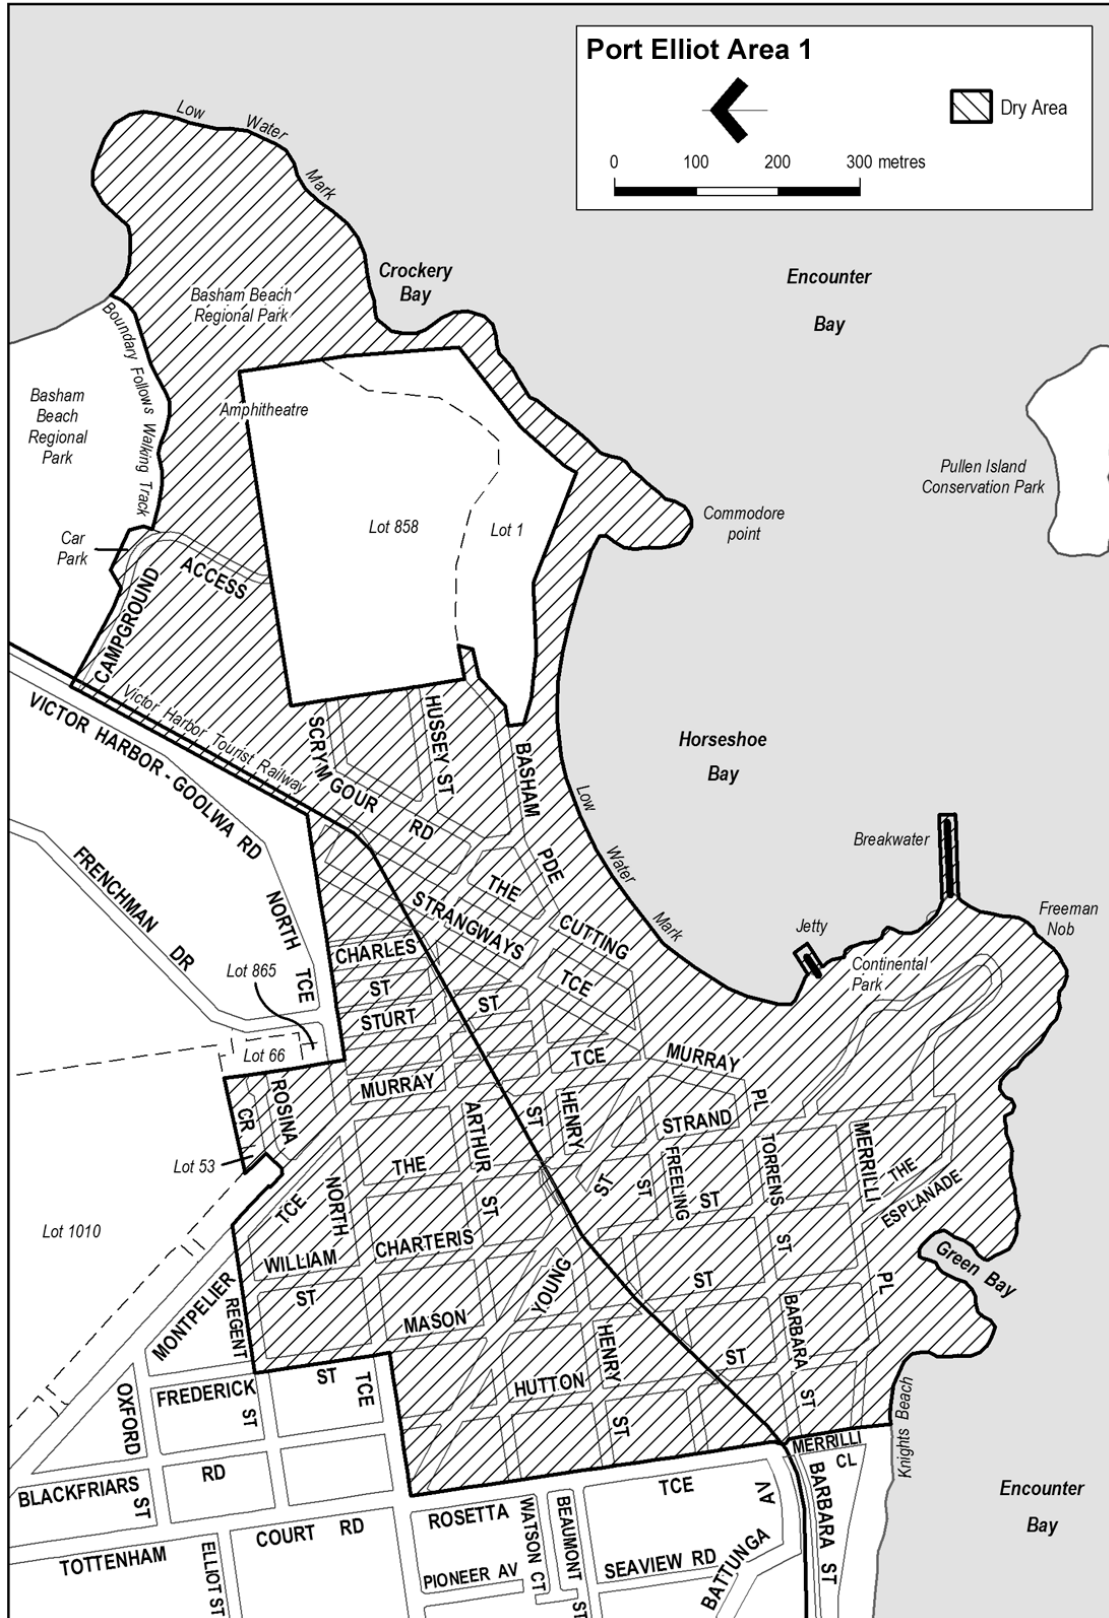 Port Elliot Area 1
Dry Area
0 100 200 300 metres
Low
Water
Mark
Crockery
Bay
Encounter
Bay
Basham Beach
Regional Park
Boundary Follows Walking Track
Basham
Beach
Regional
Park
Amphitheatre
Pullen Island
Conservation Park
Lot 858
Lot 1
Commodore
point
Car
Park
ACCESS
CAMPGROUND
Victor Harbor Tourist Railway
VICTOR HARBOR - GOOLWA RD
SCRYMGOUR
RD
HUSSEY ST
BASHAM
PDE
Horseshoe
Bay
Low
Water
Mark
Breakwater
FRENCHMAN
DR
NORTH
TCE
THE
CUTTING
STRANGWAYS
TCE
Jetty
Freeman
Nob
Continental
Park
CHARLES
ST
Lot 865
STURT
ST
Lot 66
MURRAY
TCE
MURRAY
PL
ROSINA
CR
ARTHUR
ST
ST
HENRY
STRAND
THE
Lot 53
FREELING
ST
ST
TORRENS
ST
MERRILLI
PL
THE
ESPLANADE
NORTH
TCE
Lot 1010
WILLIAM
ST
CHARTERIS
ST
Green Bay
MONTPELIER
TCE
REGENT
ST
MASON
ST
YOUNG
ST
HENRY
ST
BARBARA
ST
HUTTON
ST
OXFORD
ST
FREDERICK
ST
Knights Beach
MERRILLI
CL
BARBARA ST
BLACKFRIARS
RD
ROSETTA
TCE
WATSON CT
BEAUMONT
ST
BATTUNGA
AV
COURT RD
TOTTENHAM
ELLIOT ST
PIONEER AV
SEAVIEW RD
Encounter
Bay